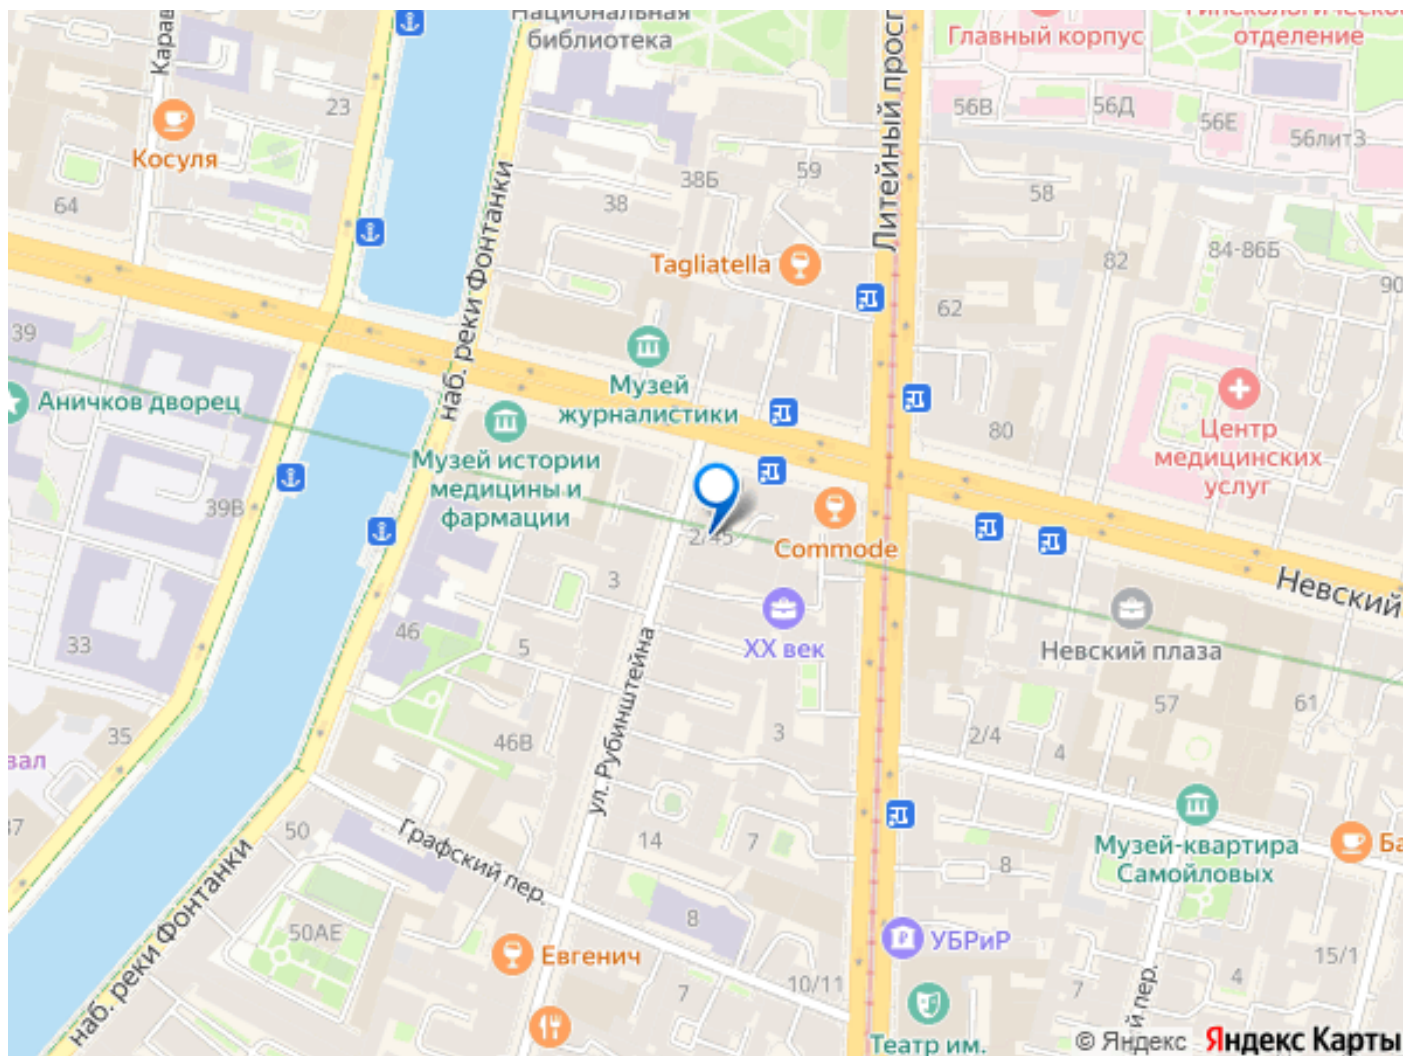 Национальная
библиотека
Главный корпус
отделение
Литейный просп
23
56В
56Д
56Е
56лит3
Косуля
64
38Б
59
38
58
наб. реки Фонтанки
Tagliatella
84-86Б
82
90
62
39
Музей
журналистики
Аничков дворец
80
Центр
медицинских
услуг
Музей истории
медицины и
фармации
39В
2/45
Commode
Невский
3
XX век
Невский плаза
33
46
5
ул. Рубинштейна
57
61
35
46В
3
2/4
4
вал
37
50
Графский пер.
14
7
8
Музей-квартира
Самойловых
Ба
наб. реки Фонтанки
50АЕ
8
УБРиР
Евгенич
10/11
7
15/1
4
7
й пер.
Театр им.
© Яндекс Яндекс Карты